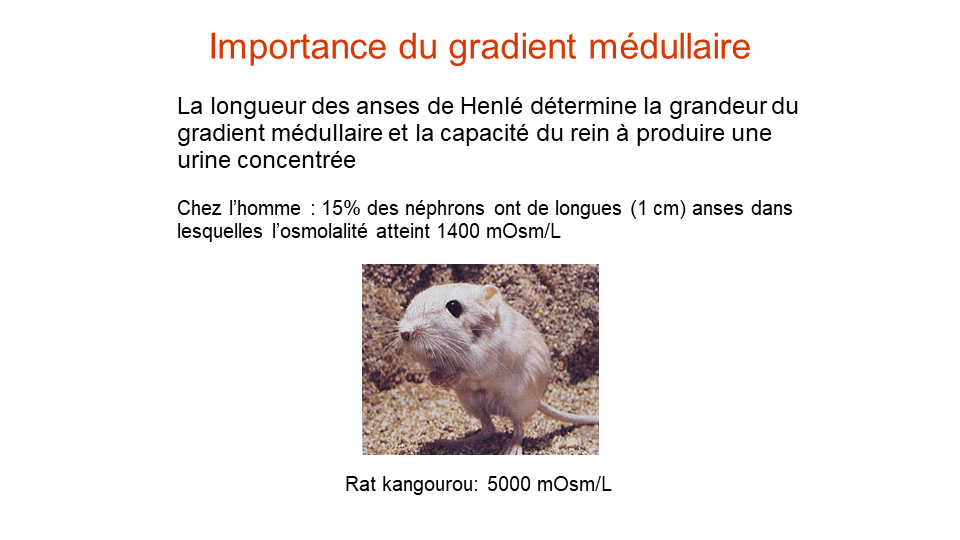 Importance du gradient médullaire
La longueur des anses de Henlé détermine la grandeur du
gradient médullaire et la capacité du rein à produire une
urine concentrée
Chez l’homme : 15% des néphrons ont de longues (1 cm) anses dans
lesquelles l’osmolalité atteint 1400 mOsm/L
Rat kangourou: 5000 mOsm/L